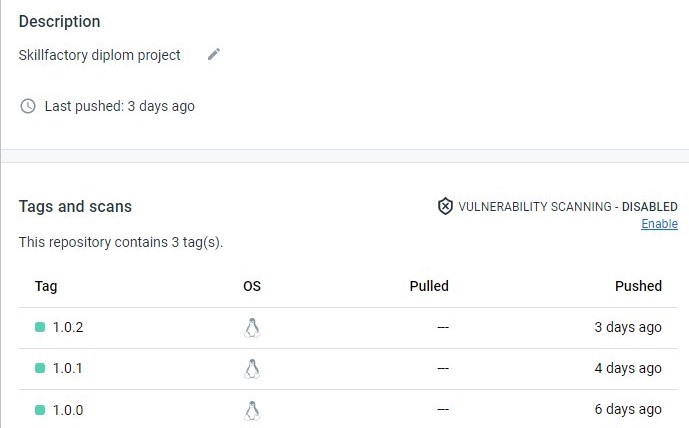 Description
Skillfactory diplom project
Last pushed: 3 days ago
Tags and scans
VULNERABILITY SCANNING - DISABLED
Enable
This repository contains 3 tag(s).
Tag OS Pulled Pushed
1.0.2 --- 3 days ago
1.0.1 --- 4 days ago
1.0.0 --- 6 days ago